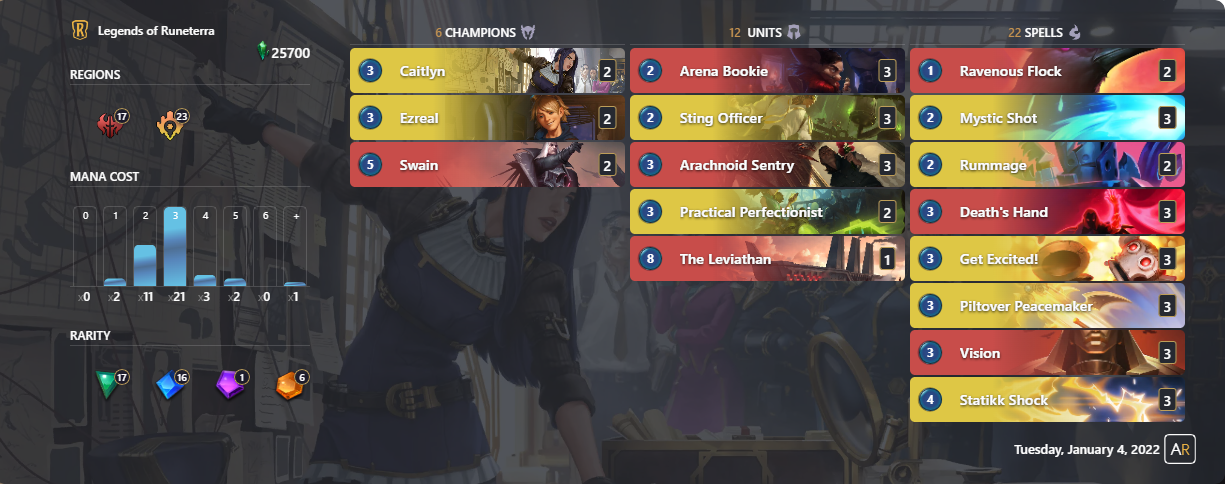 Legends of Runeterra
25700
REGIONS
17
23
MANA COST
0 1 2 3 4 5 6 +
x0 x2 x11 x21 x3 x2 x0 x1
RARITY
17 16 1 6
6 CHAMPIONS
3 Caitlyn 2
3 Ezreal 2
5 Swain 2
12 UNITS
2 Arena Bookie 3
2 Sting Officer 3
3 Arachnoid Sentry 3
3 Practical Perfectionist 2
8 The Leviathan 1
22 SPELLS
1 Ravenous Flock 2
2 Mystic Shot 3
2 Rummage 2
3 Death's Hand 3
3 Get Excited! 3
3 Piltover Peacemaker 3
3 Vision 3
4 Statikk Shock 3
Tuesday, January 4, 2022 AR